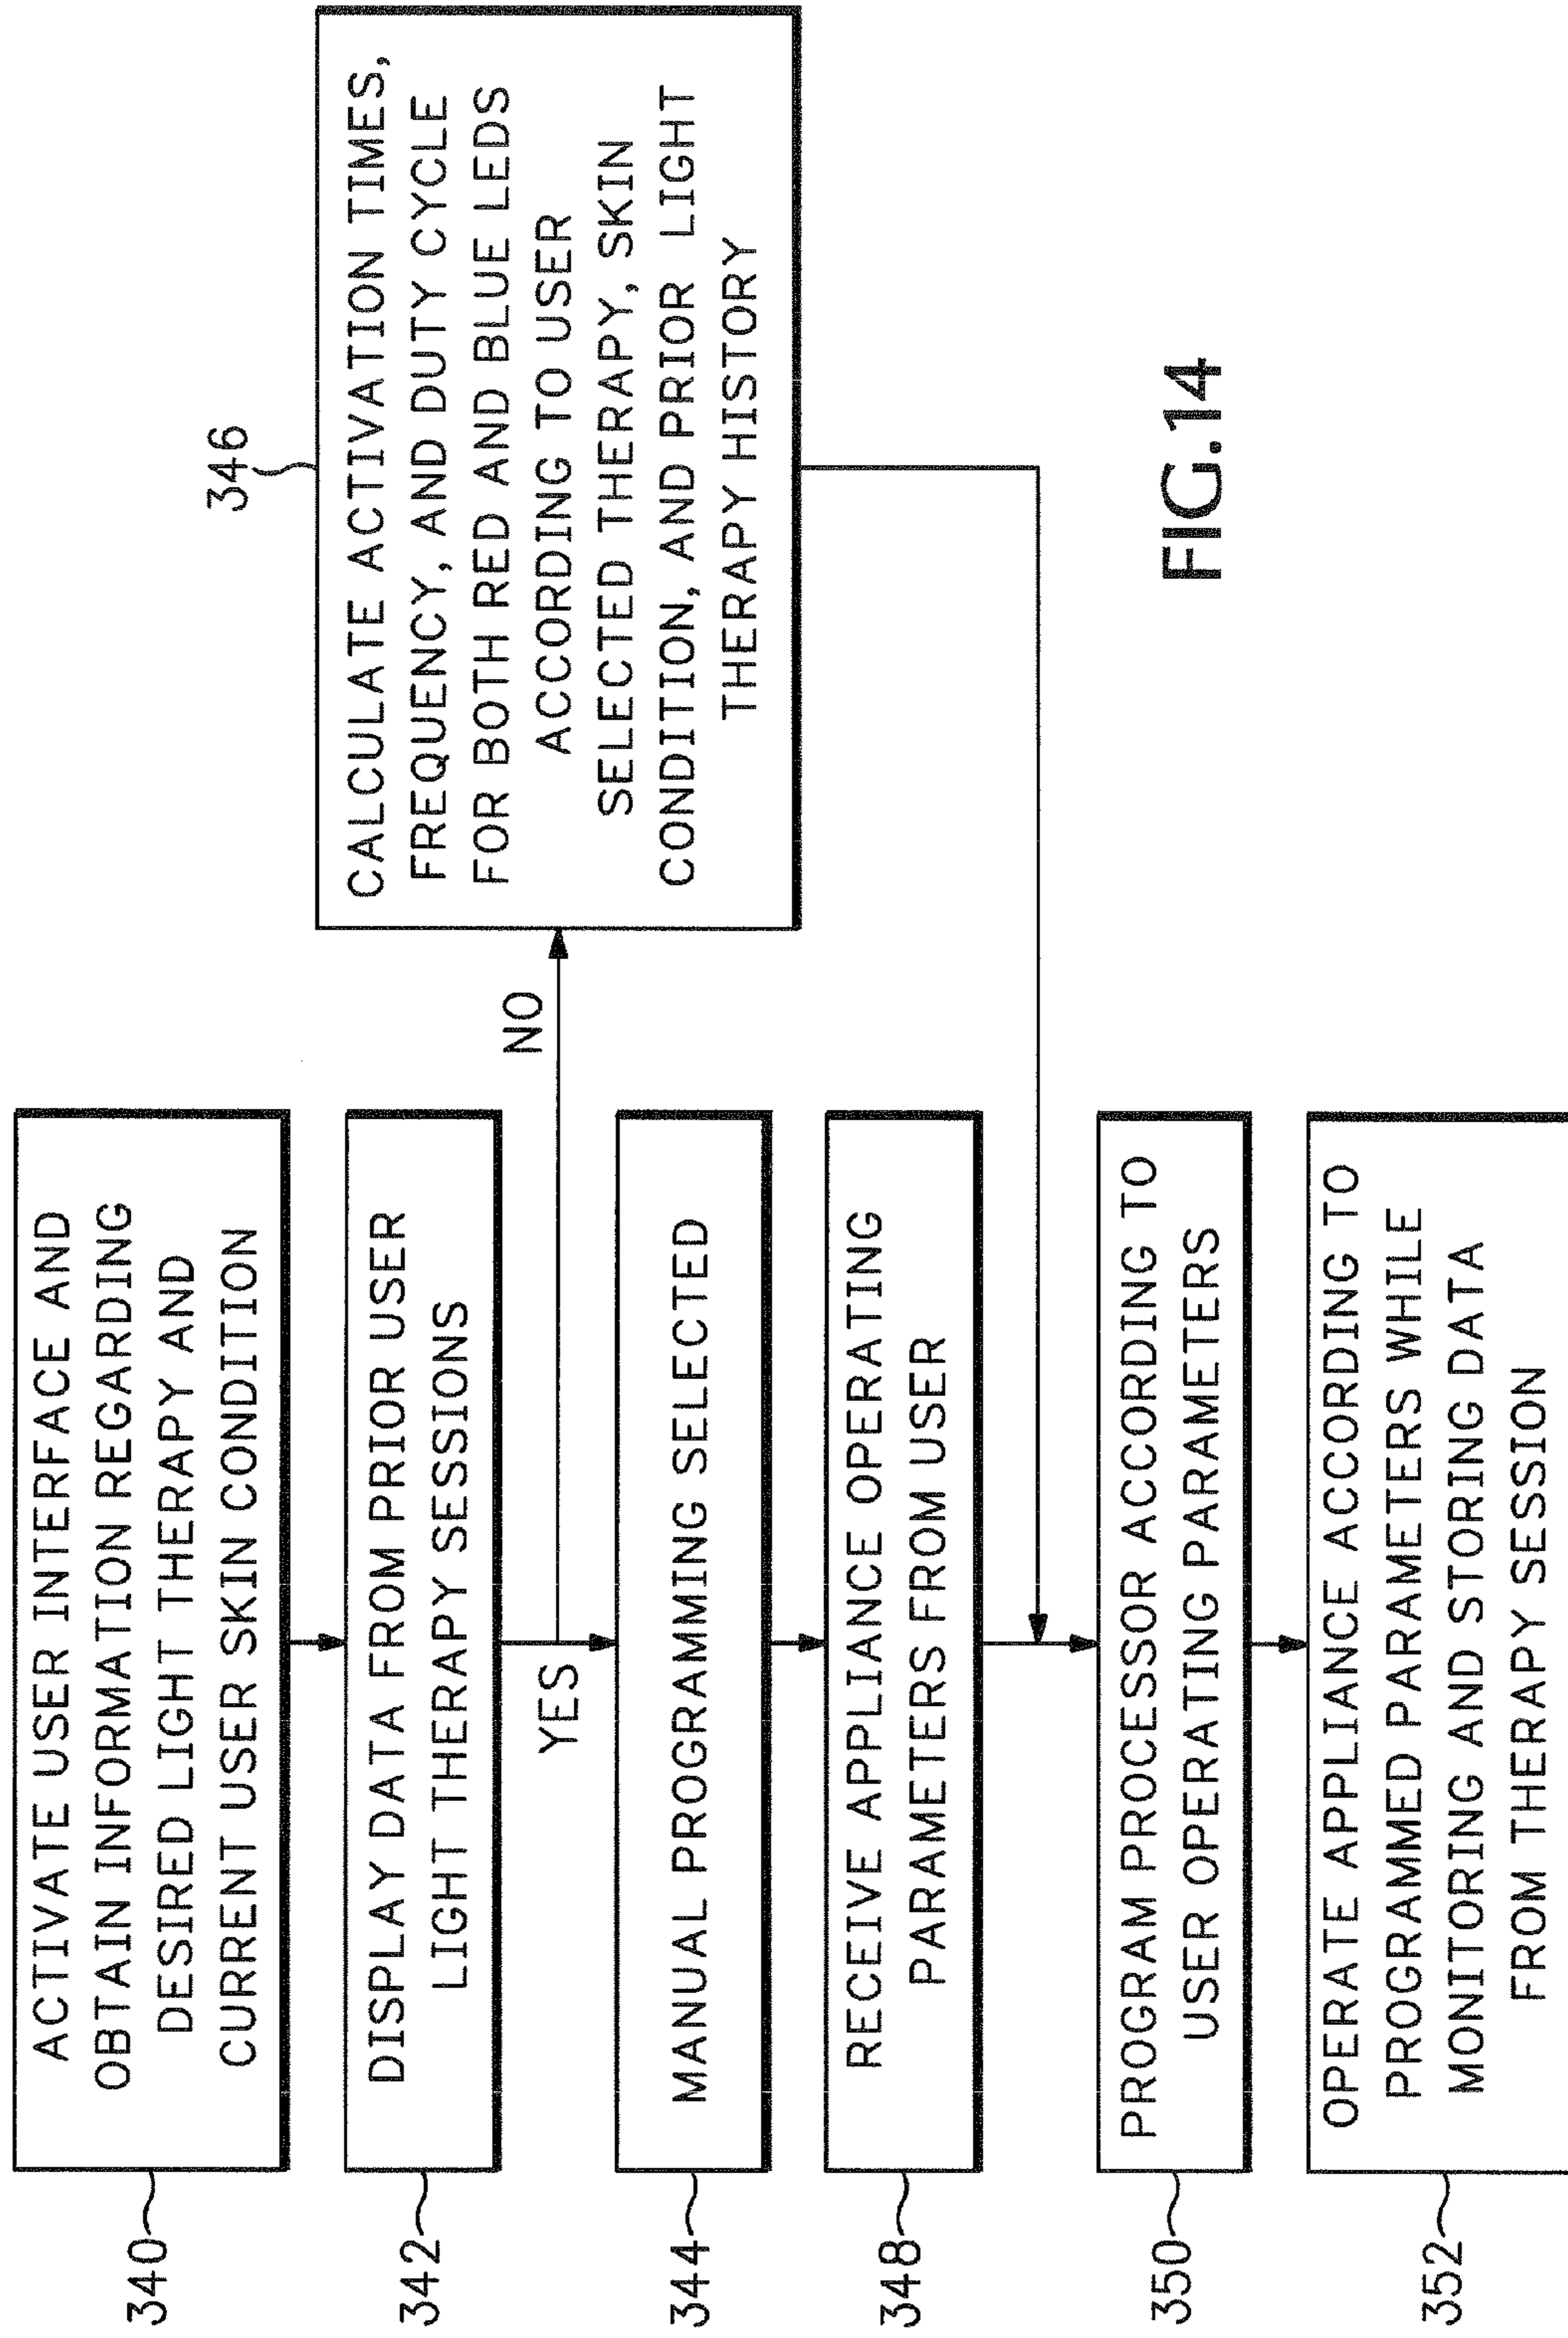 340
ACTIVATE USER INTERFACE AND
OBTAIN INFORMATION REGARDING
DESIRED LIGHT THERAPY AND
CURRENT USER SKIN CONDITION
342
DISPLAY DATA FROM PRIOR USER
LIGHT THERAPY SESSIONS
YES
NO
344
MANUAL PROGRAMMING SELECTED
346
CALCULATE ACTIVATION TIMES,
FREQUENCY, AND DUTY CYCLE
FOR BOTH RED AND BLUE LEDS
ACCORDING TO USER
SELECTED THERAPY, SKIN
CONDITION, AND PRIOR LIGHT
THERAPY HISTORY
348
RECEIVE APPLIANCE OPERATING
PARAMETERS FROM USER
350
PROGRAM PROCESSOR ACCORDING TO
USER OPERATING PARAMETERS
352
OPERATE APPLIANCE ACCORDING TO
PROGRAMMED PARAMETERS WHILE
MONITORING AND STORING DATA
FROM THERAPY SESSION
FIG.14